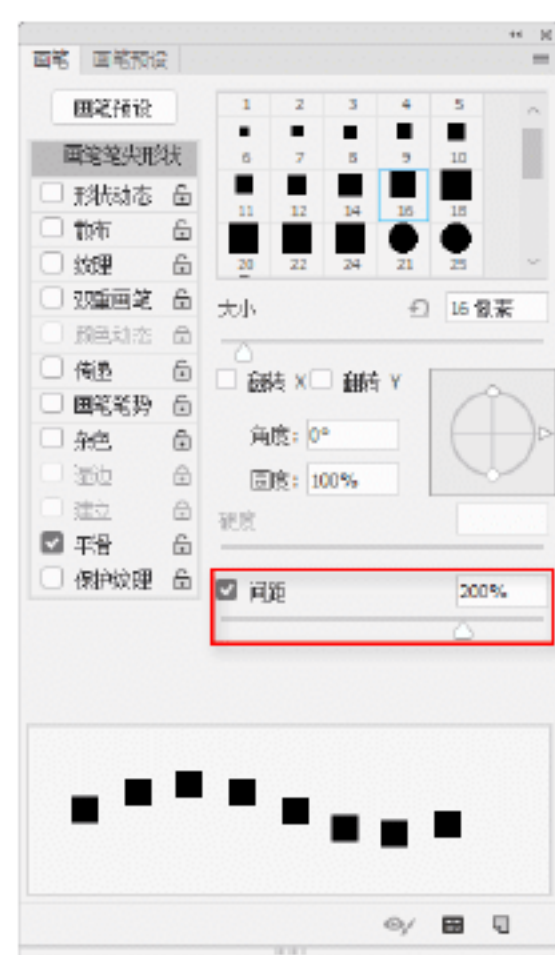 画笔 画笔预设
画笔预设
画笔笔尖形状
形状动态
散布
纹理
双重画笔
颜色动态
传递
画笔笔势
杂色
湿边
建立
平滑
保护纹理
1 2 3 4 5
6 7 8 9 10
11 12 14 16 18
20 22 24 21 25
大小 16 像素
翻转 X 翻转 Y
角度: 0°
圆度: 100%
硬度
间距 200%